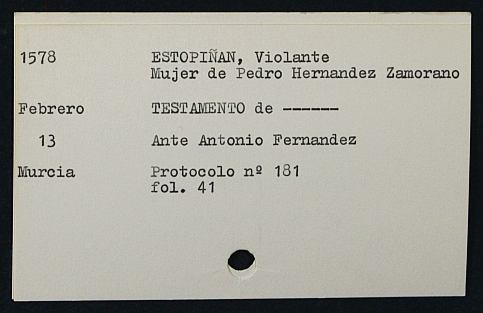 1578 ESTOPIÑAN, Violante
Mujer de Pedro Hernandez Zamorano
Febrero TESTAMENTO de ------
13 Ante Antonio Fernandez
Murcia Protocolo nº 181
fol. 41